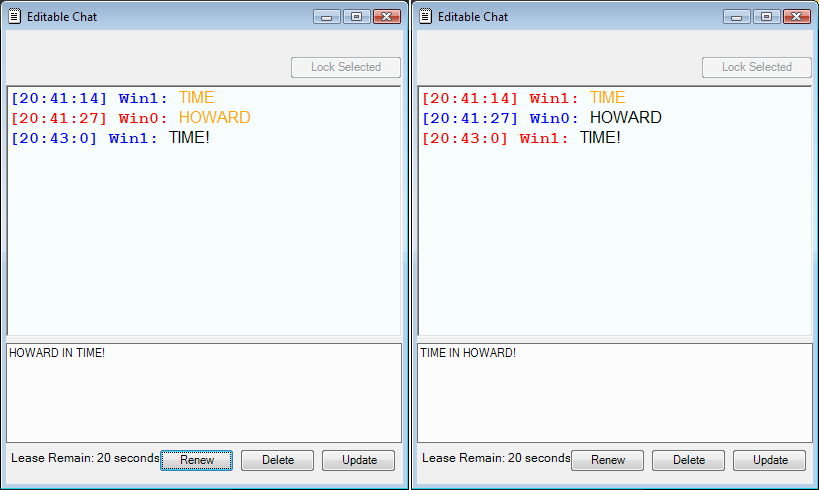 Editable Chat
Lock Selected
[20:41:14] Win1: TIME
[20:41:27] Win0: HOWARD
[20:43:0] Win1: TIME!
HOWARD IN TIME!
Lease Remain: 20 seconds Renew Delete Update
Editable Chat
Lock Selected
[20:41:14] Win1: TIME
[20:41:27] Win0: HOWARD
[20:43:0] Win1: TIME!
TIME IN HOWARD!
Lease Remain: 20 seconds Renew Delete Update